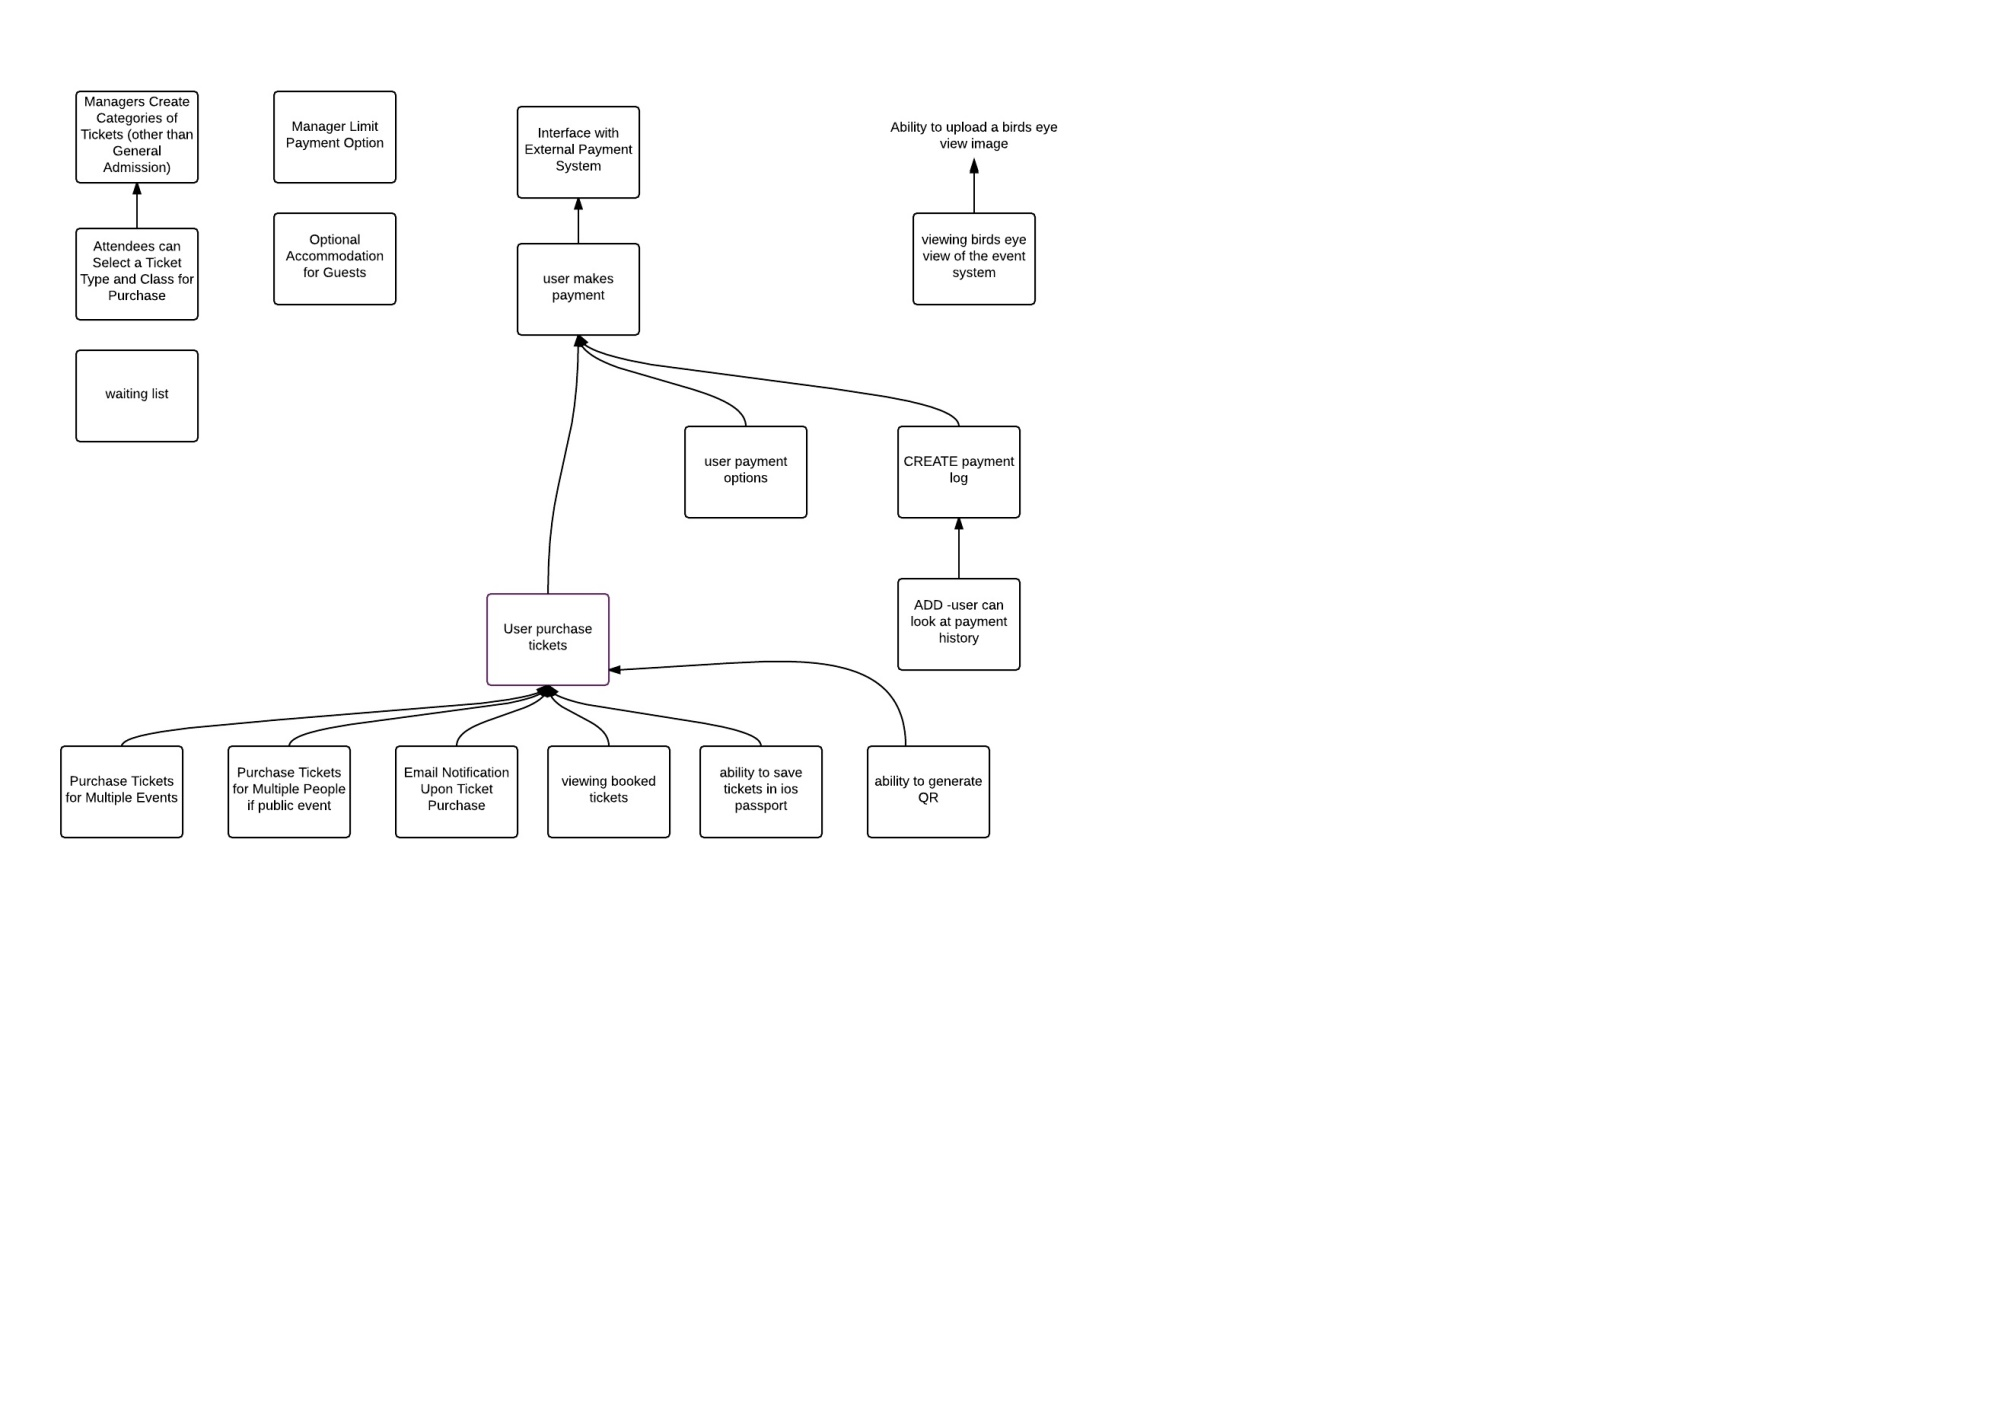 Managers Create
Categories of
Tickets (other than
General
Admission)
Manager Limit
Payment Option
Interface with
External Payment
System
Ability to upload a birds eye
view image
Attendees can
Select a Ticket
Type and Class for
Purchase
Optional
Accommodation
for Guests
user makes
payment
viewing birds eye
view of the event
system
waiting list
user payment
options
CREATE payment
log
User purchase
tickets
ADD -user can
look at payment
history
Purchase Tickets
for Multiple Events
Purchase Tickets
for Multiple People
if public event
Email Notification
Upon Ticket
Purchase
viewing booked
tickets
ability to save
tickets in ios
passport
ability to generate
QR